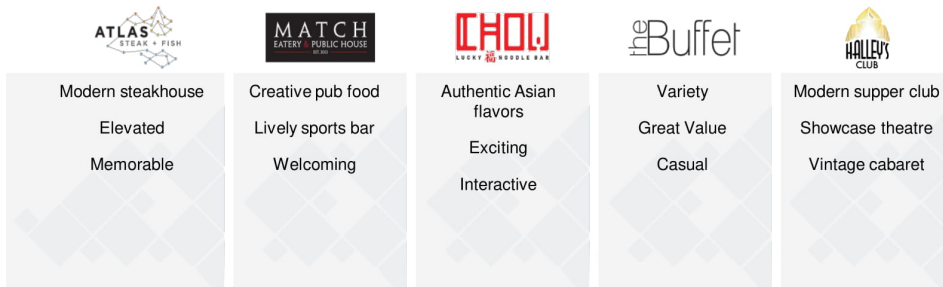 ATLAS
STEAK + FISH
Modern steakhouse
Elevated
Memorable
MATCH
EATERY & PUBLIC HOUSE
Creative pub food
Lively sports bar
Welcoming
CHOW
LUCKY 福 NOODLE BAR
Authentic Asian
flavors
Exciting
Interactive
the Buffet
Variety
Great Value
Casual
HALLEY'S
CLUB
Modern supper club
Showcase theatre
Vintage cabaret